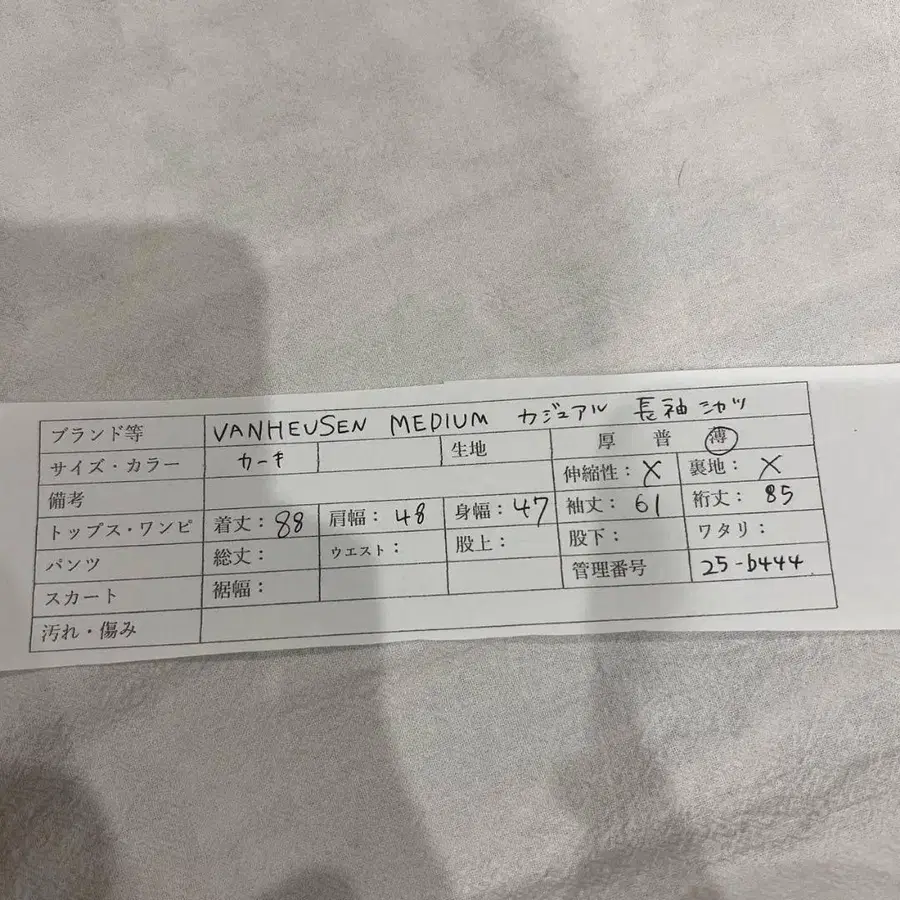 ブランド等 VANHEUSEN MEDIUM カジュアル 長袖 シャツ
サイズ・カラー カーキ 生地 厚 普 薄
備考 伸縮性：X 裏地：X
トップス・ワンピ 着丈：88 肩幅：48 身幅：47 袖丈：61 裄丈：85
パンツ 総丈： ウエスト： 股上： 股下： ワタリ：
スカート 裾幅： 管理番号 25-b444
汚れ・傷み